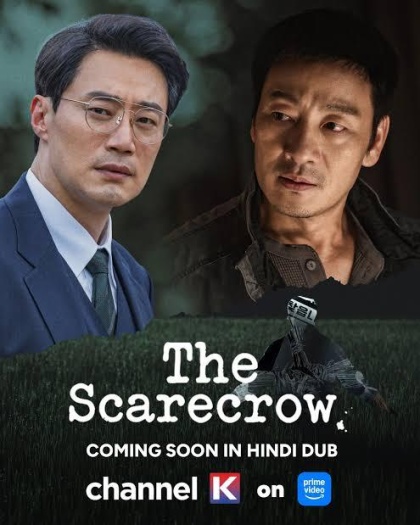 The
Scarecrow.
COMING SOON IN HINDI DUB
channel K on prime video